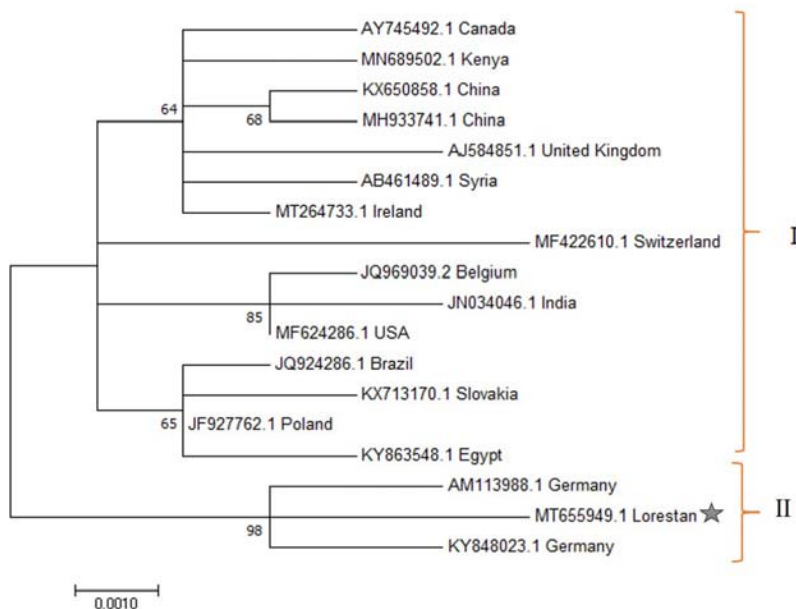 AY745492.1 Canada
MN689502.1 Kenya
KX650858.1 China
64
68
MH933741.1 China
AJ584851.1 United Kingdom
AB461489.1 Syria
MT264733.1 Ireland
I
MF422610.1 Switzerland
JQ969039.2 Belgium
JN034046.1 India
85
MF624286.1 USA
JQ924286.1 Brazil
KX713170.1 Slovakia
65
JF927762.1 Poland
KY863548.1 Egypt
AM113988.1 Germany
II
MT655949.1 Lorestan
98
KY848023.1 Germany
0.0010